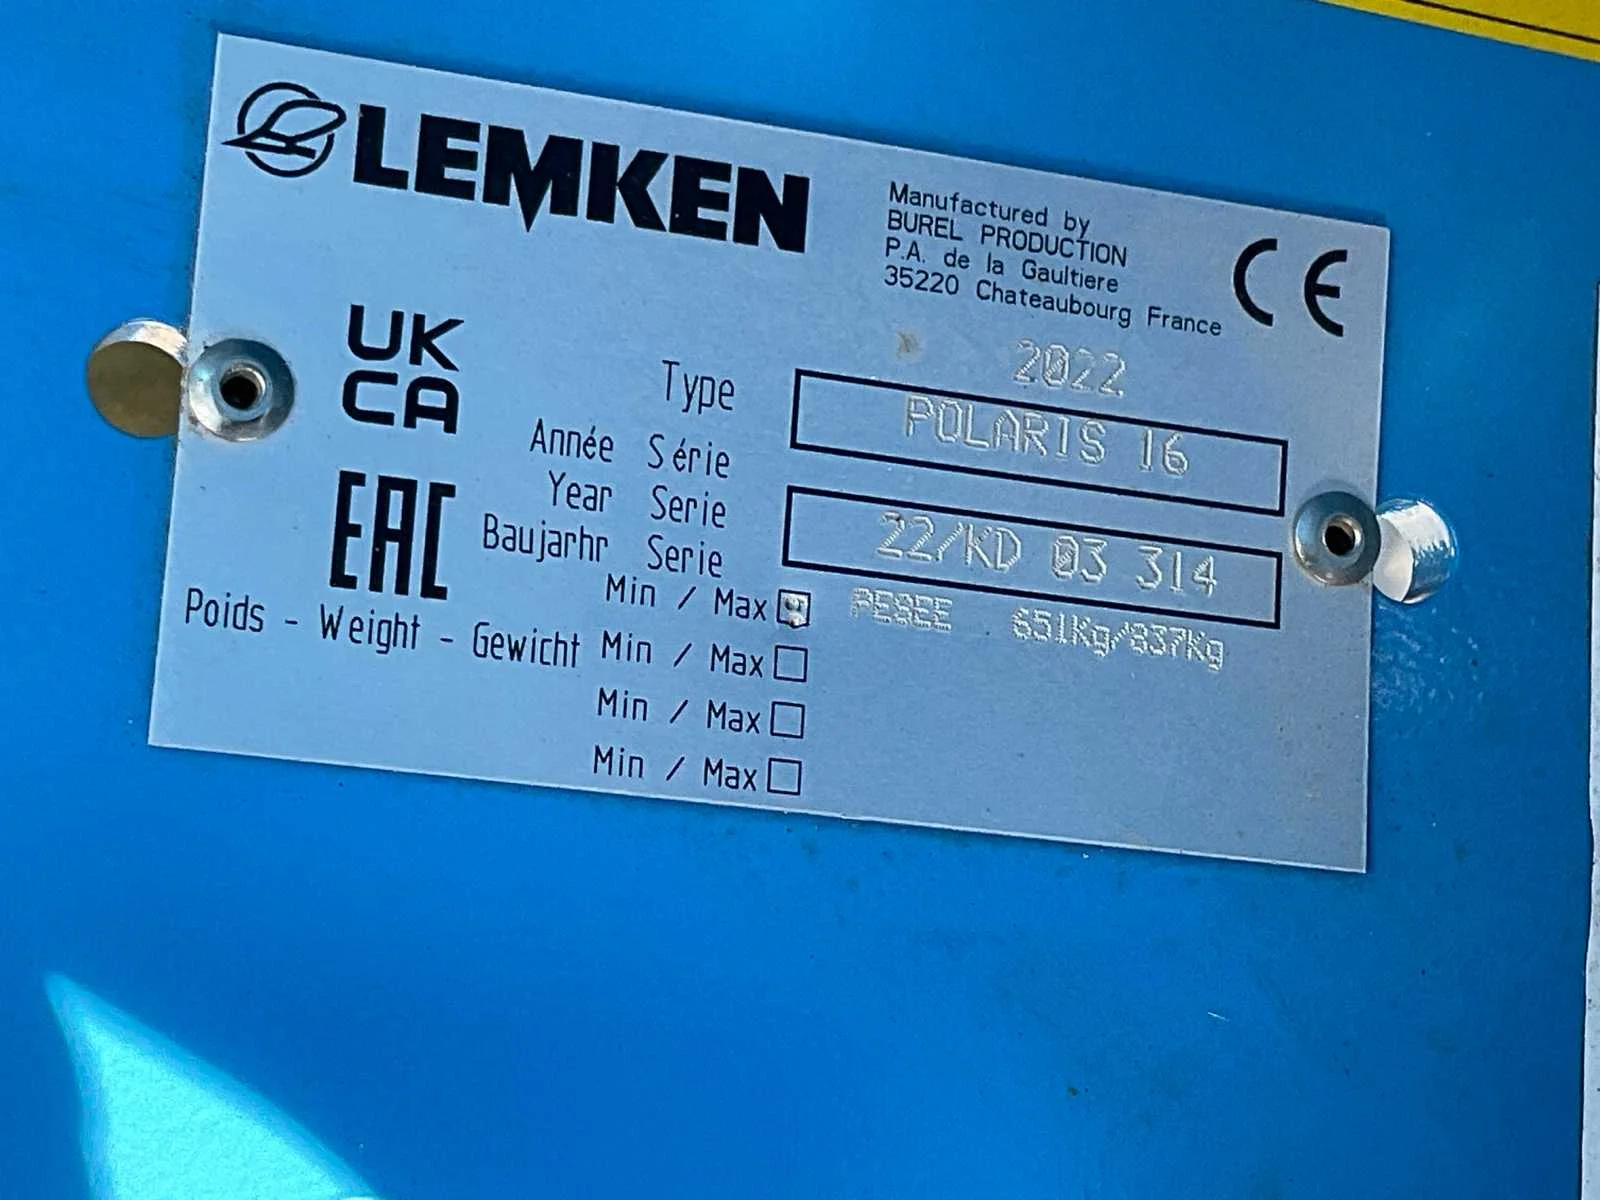 LEMKEN
Manufactured by
BUREL PRODUCTION
P.A. de la Gaultiere
35220 Chateaubourg France
CE
UK
CA
EAC
2022
Type POLARIS 16
Année Série
Year Serie 22/KD 03 314
Baujarhr Serie
Min / Max PESEE 651Kg/837Kg
Poids - Weight - Gewicht Min / Max
Min / Max
Min / Max